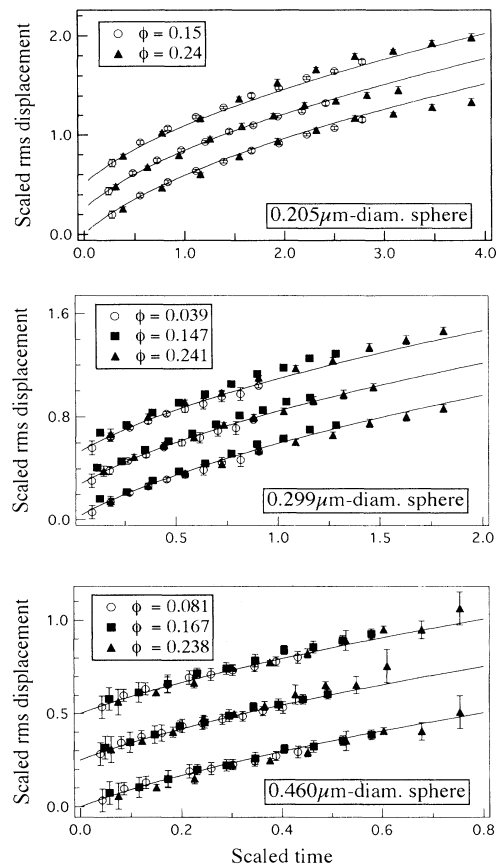 Scaled rms displacement
2.0
1.0
0.0
ϕ = 0.15
ϕ = 0.24
0.205μm-diam. sphere
0.0 1.0 2.0 3.0 4.0
Scaled rms displacement
1.6
0.8
0.0
ϕ = 0.039
ϕ = 0.147
ϕ = 0.241
0.299μm-diam. sphere
0.5 1.0 1.5 2.0
Scaled rms displacement
1.0
0.5
0.0
ϕ = 0.081
ϕ = 0.167
ϕ = 0.238
0.460μm-diam. sphere
0.0 0.2 0.4 0.6 0.8
Scaled time